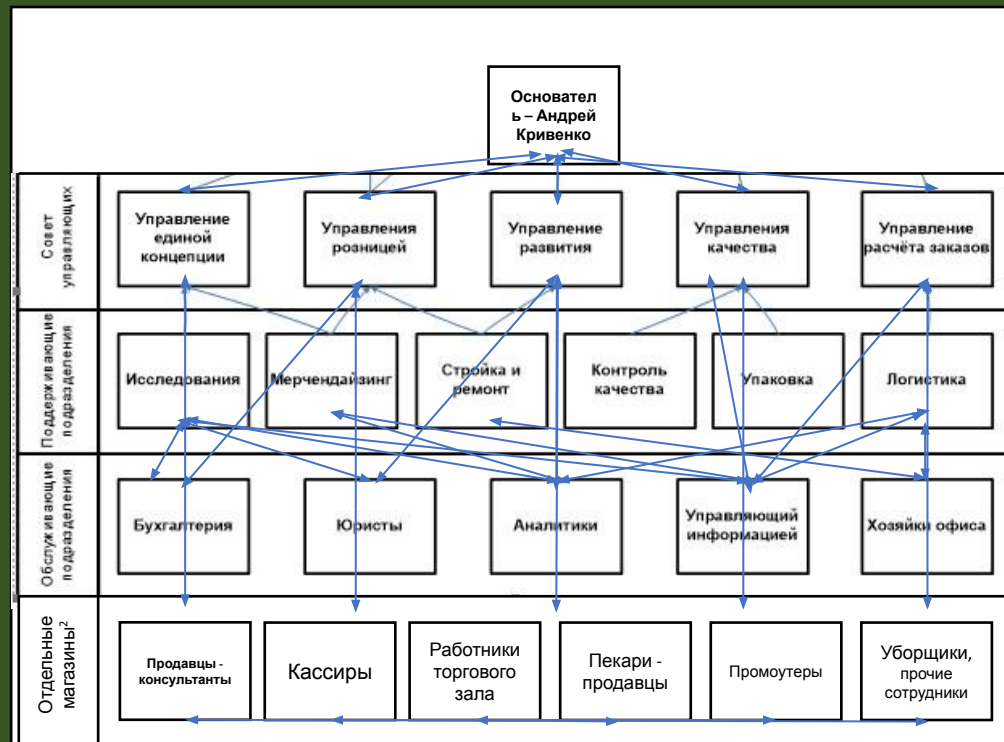 Основател
ь – Андрей
Кривенко
Совет
управляющих
Управление
единой
концепции
Управления
розницей
Управление
развития
Управления
качества
Управление
расчёта заказов
Поддерживающие
подразделения
Исследования
Мерчендайзинг
Стройка и
ремонт
Контроль
качества
Упаковка
Логистика
Обслуживающие
подразделения
Бухгалтерия
Юристы
Аналитики
Управляющий
информацией
Хозяйки офиса
Отдельные
магазины²
Продавцы -
консультанты
Кассиры
Работники
торгового
зала
Пекари -
продавцы
Промоутеры
Уборщики,
прочие
сотрудники